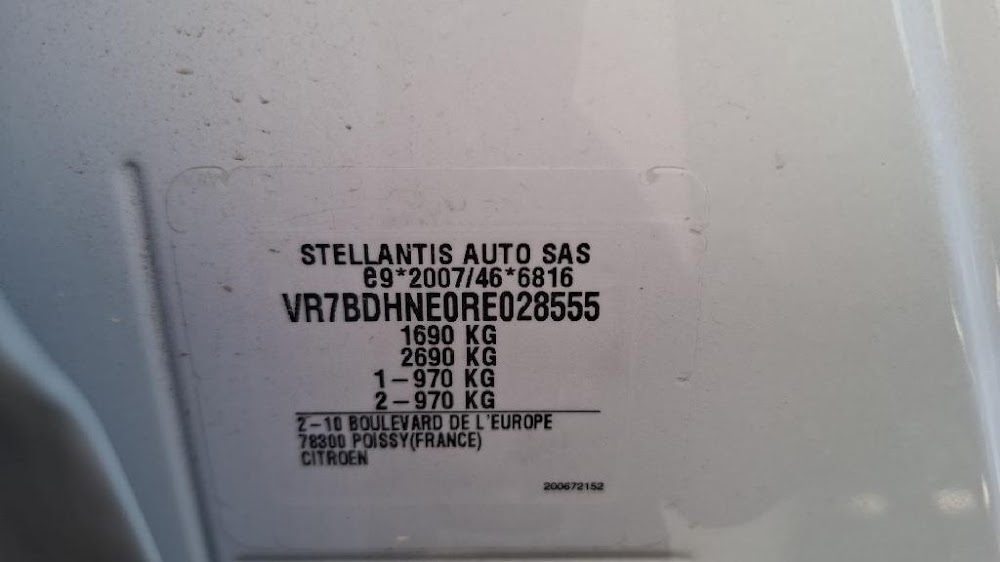 STELLANTIS AUTO SAS
e9*2007/46*6816
VR7BDHNE0RE028555
1690 KG
2690 KG
1-970 KG
2-970 KG
2-10 BOULEVARD DE L'EUROPE
78300 POISSY(FRANCE)
CITROEN
200672152